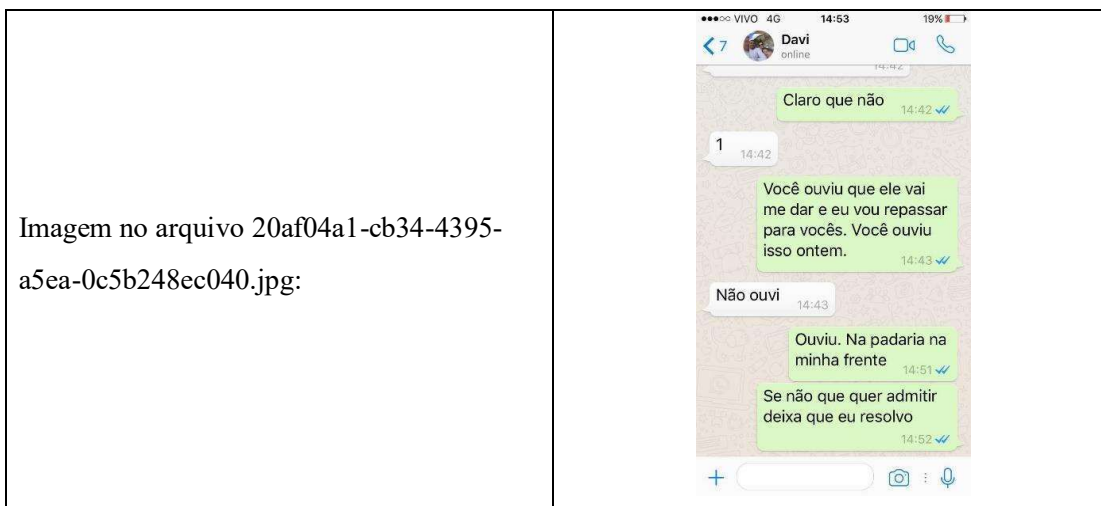 Imagem no arquivo 20af04a1-cb34-4395-
a5ea-0c5b248ec040.jpg:
VIVO 4G 14:53 19%
7 Davi
online
14:42
Claro que não 14:42
1 14:42
Você ouviu que ele vai
me dar e eu vou repassar
para vocês. Você ouviu
isso ontem. 14:43
Não ouvi 14:43
Ouviu. Na padaria na
minha frente 14:51
Se não que quer admitir
deixa que eu resolvo
14:52